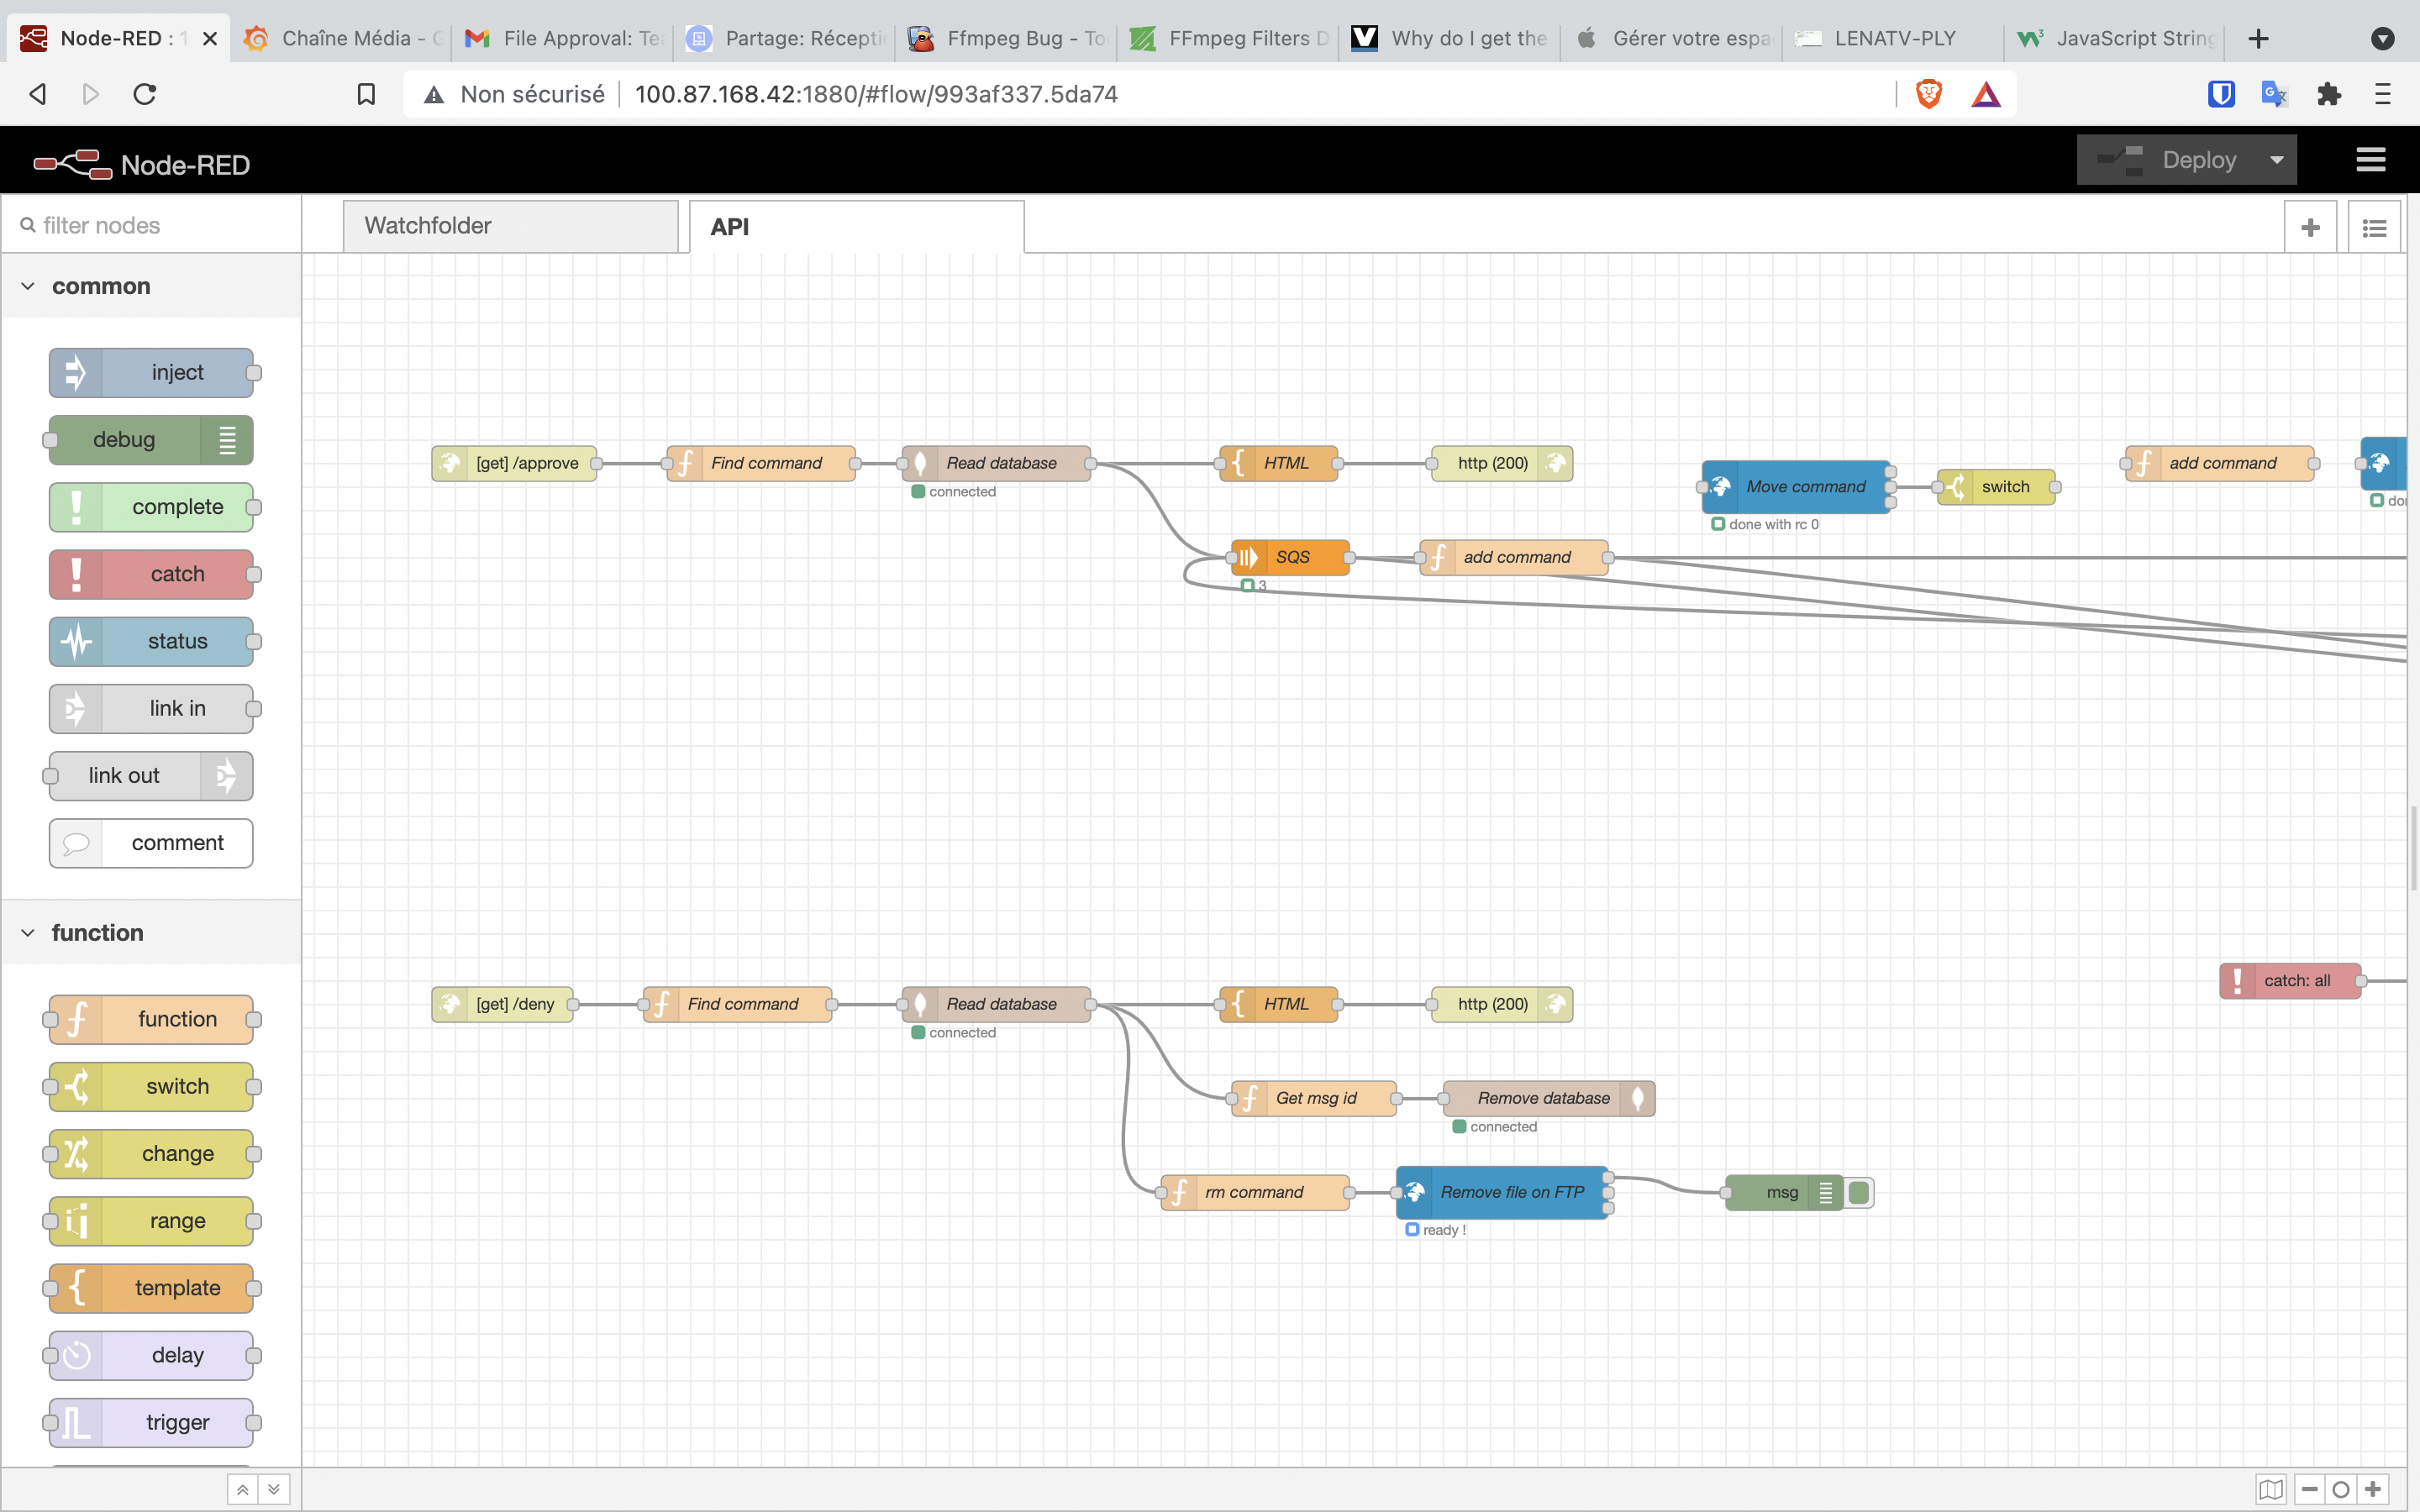 Node-RED : 1
Chaîne Média - G
File Approval: Tea
Partage: Réceptio
Ffmpeg Bug - Too
FFmpeg Filters D
Why do I get the
Gérer votre espa
LENATV-PLY
JavaScript String
Non sécurisé
100.87.168.42:1880/#flow/993af337.5da74
Node-RED
Deploy
filter nodes
Watchfolder
API
common
inject
debug
complete
catch
status
link in
link out
comment
function
function
switch
change
range
template
delay
trigger
[get] /approve
Find command
Read database
connected
HTML
http (200)
Move command
done with rc 0
switch
add command
SQS
3
add command
[get] /deny
Find command
Read database
connected
HTML
http (200)
catch: all
Get msg id
Remove database
connected
rm command
Remove file on FTP
ready !
msg